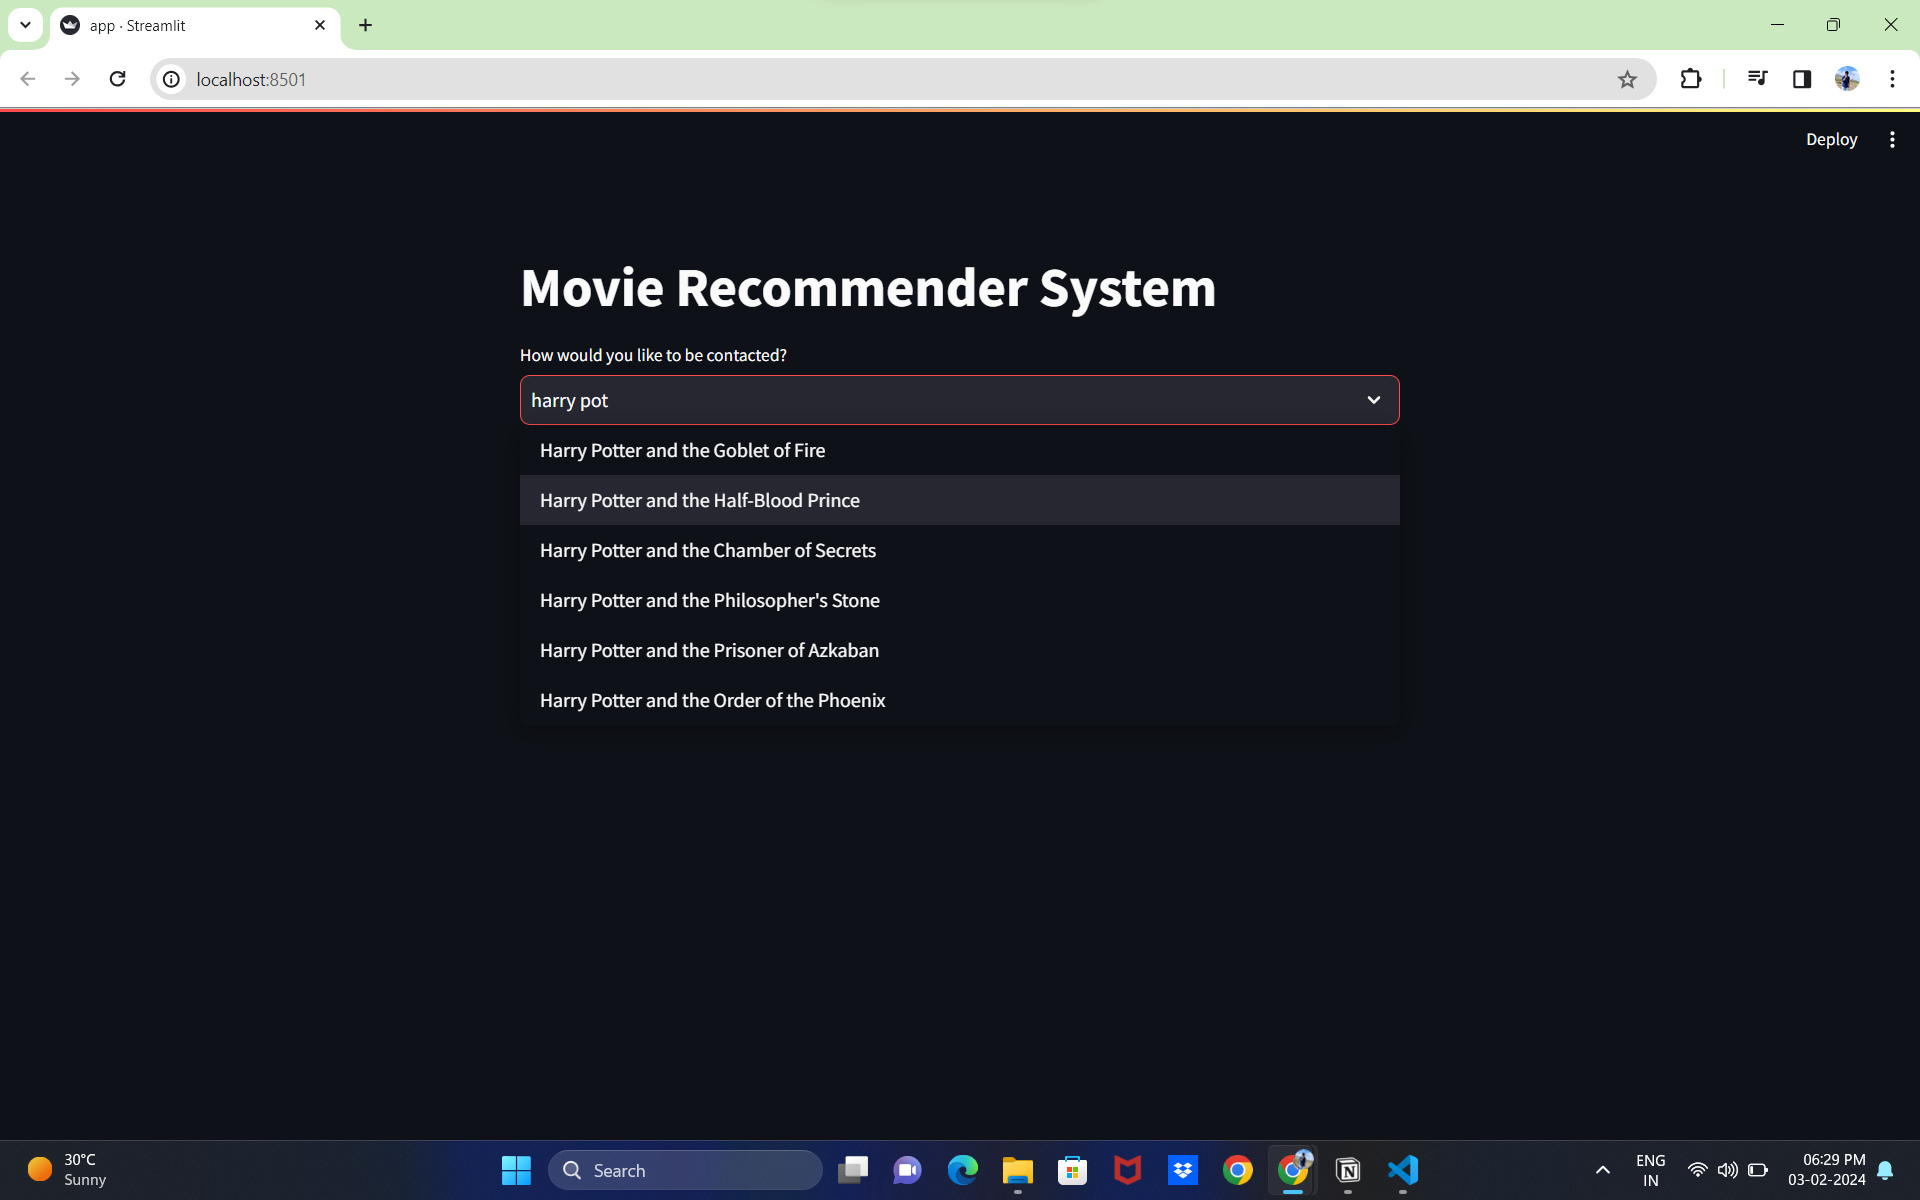 app · Streamlit
localhost:8501
Deploy
Movie Recommender System
How would you like to be contacted?
harry pot
Harry Potter and the Goblet of Fire
Harry Potter and the Half-Blood Prince
Harry Potter and the Chamber of Secrets
Harry Potter and the Philosopher's Stone
Harry Potter and the Prisoner of Azkaban
Harry Potter and the Order of the Phoenix
30°C
Sunny
Search
ENG
IN
06:29 PM
03-02-2024